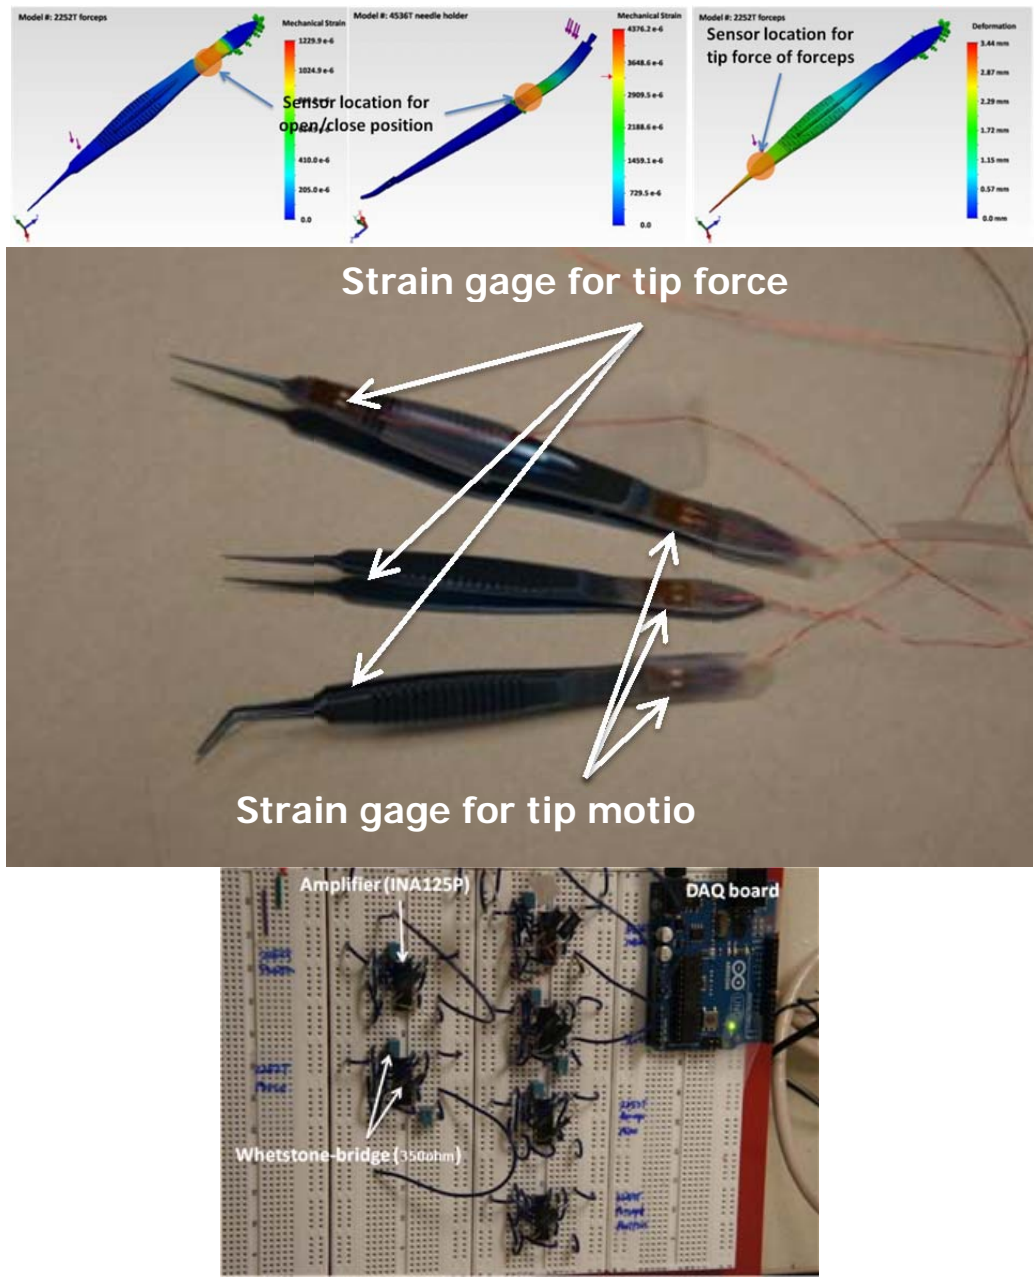 Model #: 2252T forceps
Mechanical Strain
1229.9 e-6
1024.9 e-6
410.0 e-6
205.0 e-6
0.0
Sensor location for
open/close position
Model #: 4536T needle holder
Mechanical Strain
4376.2 e-6
3648.6 e-6
2909.5 e-6
2188.6 e-6
1459.1 e-6
729.5 e-6
0.0
Model #: 2252T forceps
Sensor location for
tip force of forceps
Deformation
3.44 mm
2.87 mm
2.29 mm
1.72 mm
1.15 mm
0.57 mm
0.0 mm
Strain gage for tip force
Strain gage for tip motio
Amplifier (INA125P)
DAQ board
2252T
Force
Whetstone-bridge (350ohm)